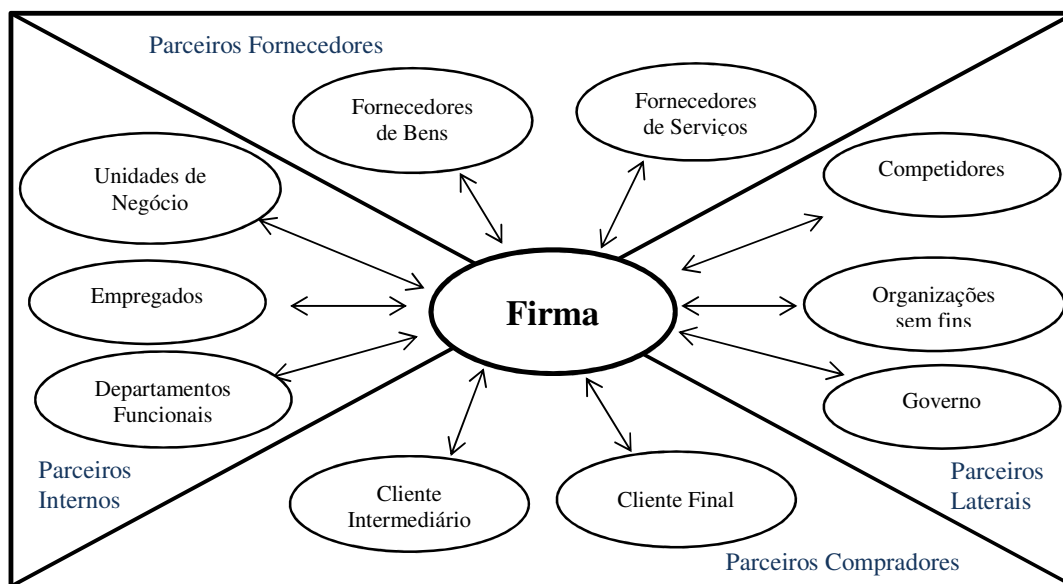 Parceiros Fornecedores
Fornecedores
de Bens
Fornecedores
de Serviços
Unidades de
Negócio
Competidores
Empregados
Firma
Organizações
sem fins
Departamentos
Funcionais
Governo
Parceiros
Internos
Cliente
Intermediário
Cliente Final
Parceiros
Laterais
Parceiros Compradores